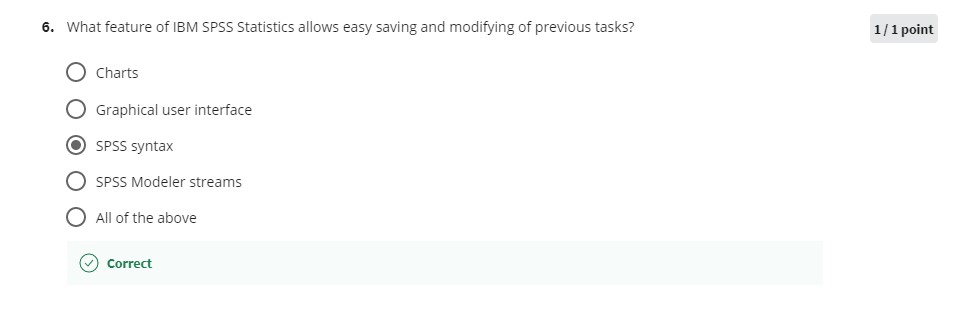 6. What feature of IBM SPSS Statistics allows easy saving and modifying of previous tasks?
1 / 1 point
Charts
Graphical user interface
SPSS syntax
SPSS Modeler streams
All of the above
Correct